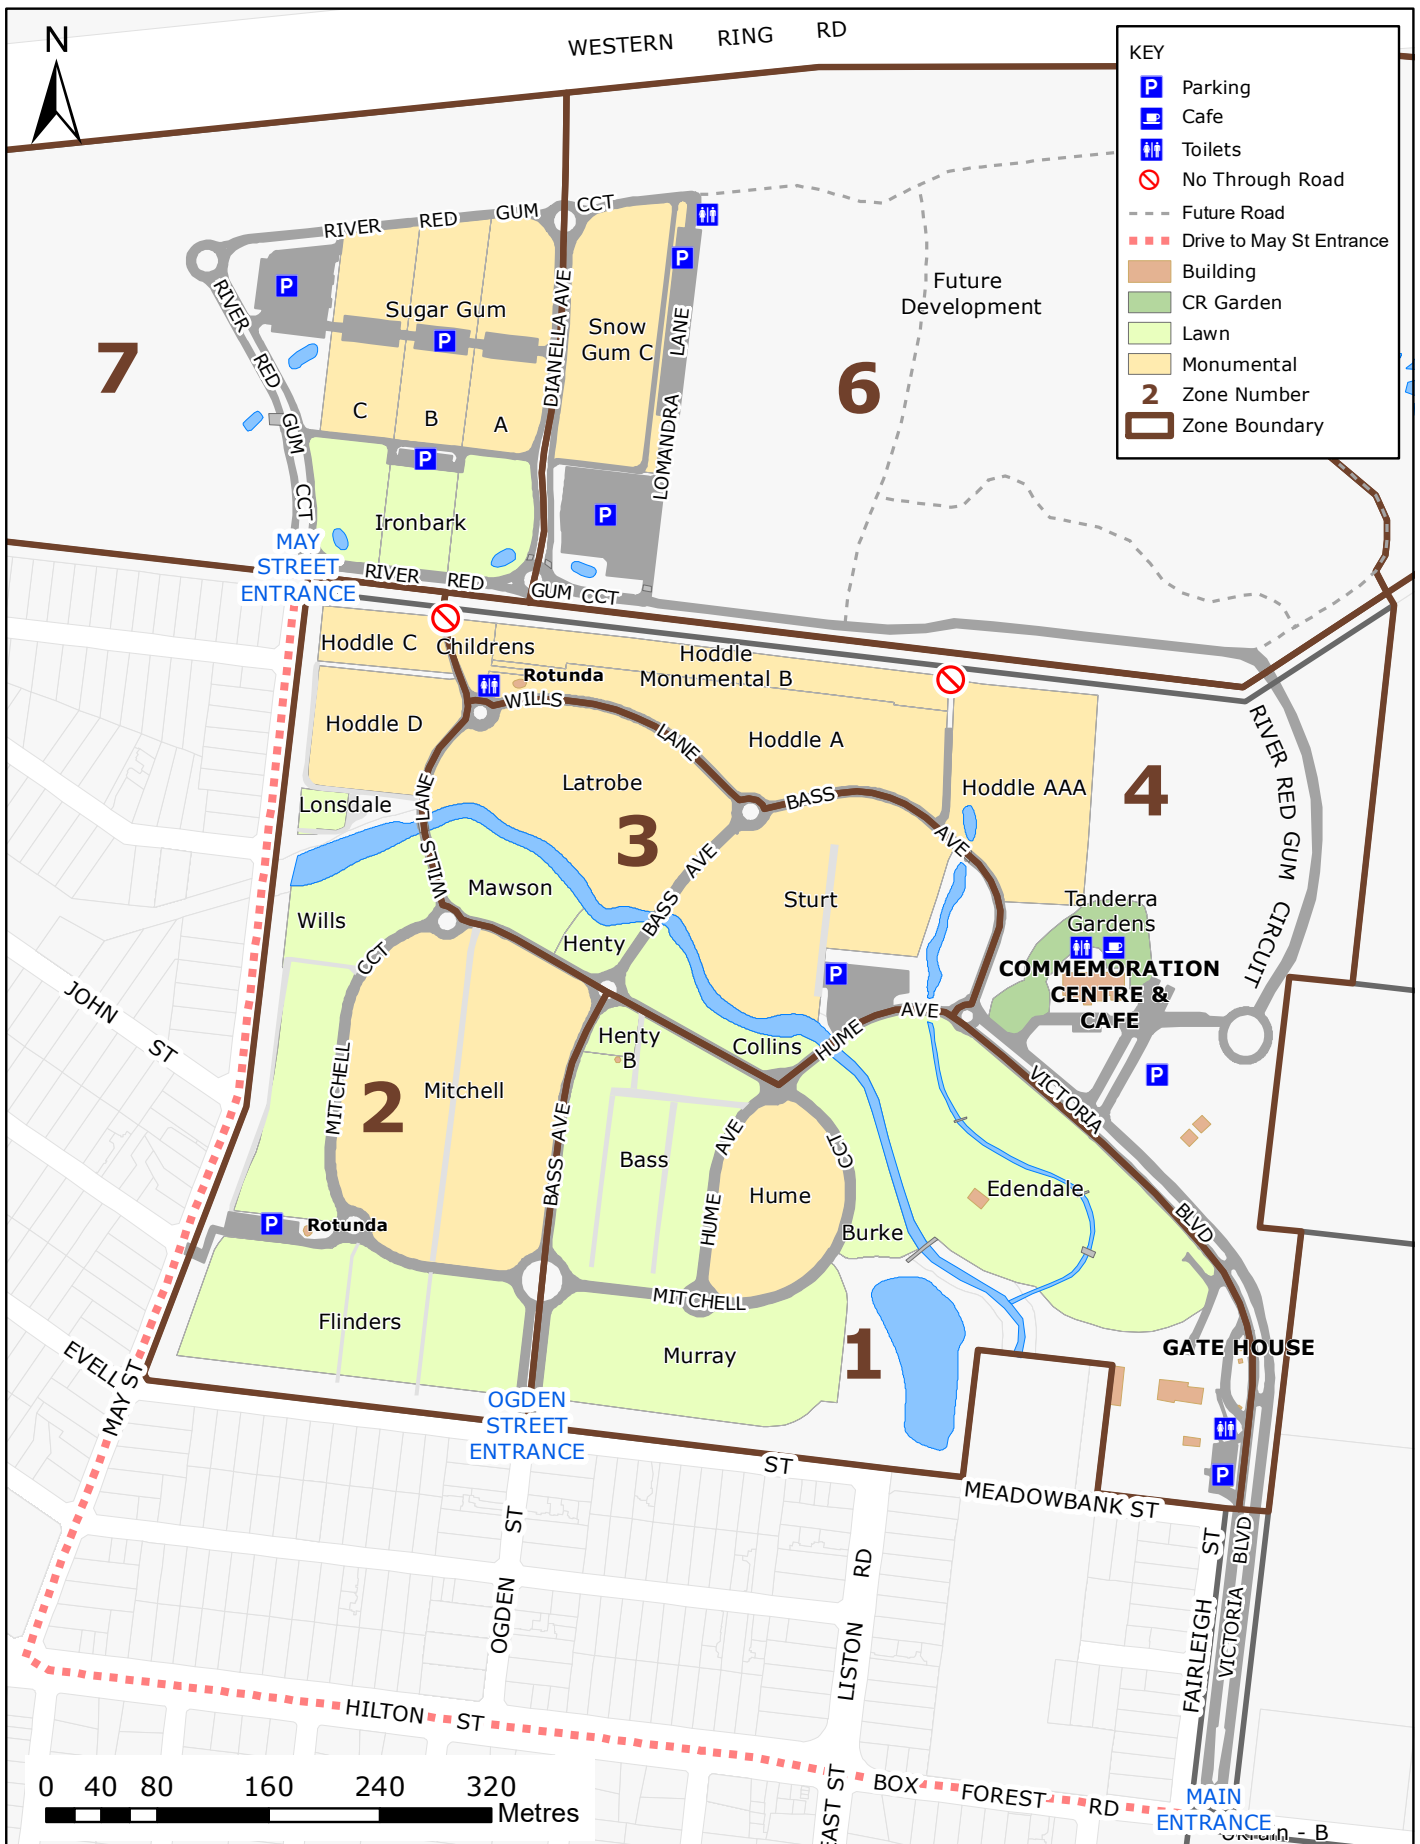 WESTERN RING RD
N
KEY
P Parking
Cafe
Toilets
No Through Road
Future Road
Drive to May St Entrance
Building
CR Garden
Lawn
Monumental
2 Zone Number
Zone Boundary
RIVER RED GUM CCT
P
P
Sugar Gum
P
C
B
A
P
DIANELLA AVE
Snow
Gum C
LOMANDRA LANE
Future
Development
7
6
RIVER RED GUM CCT
Ironbark
P
MAY
STREET
ENTRANCE
RIVER RED GUM CCT
Hoddle C
Childrens
Rotunda
Hoddle
Monumental B
Hoddle D
WILLS LANE
Hoddle A
Latrobe
BASS AVE
Hoddle AAA
4
RIVER RED GUM CIRCUIT
Lonsdale
WILLS LANE
3
BASS AVE
Mawson
Sturt
Wills
Henty
Tanderra
Gardens
COMMEMORATION
CENTRE &
CAFE
P
HUME AVE
Collins
P
CCT
MITCHELL
2
Mitchell
Henty
B
BASS AVE
Bass
HUME AVE
CCT
Hume
Burke
Edendale
VICTORIA BLVD
JOHN ST
P
Rotunda
MITCHELL
Flinders
Murray
1
GATE HOUSE
P
EVELL
MAY ST
OGDEN
STREET
ENTRANCE
ST
MEADOWBANK ST
OGDEN ST
LISTON RD
FAIRLEIGH ST
VICTORIA BLVD
VICTORIA BLVD
HILTON ST
BOX FOREST RD
EAST ST
MAIN
ENTRANCE
0 40 80 160 240 320
Metres